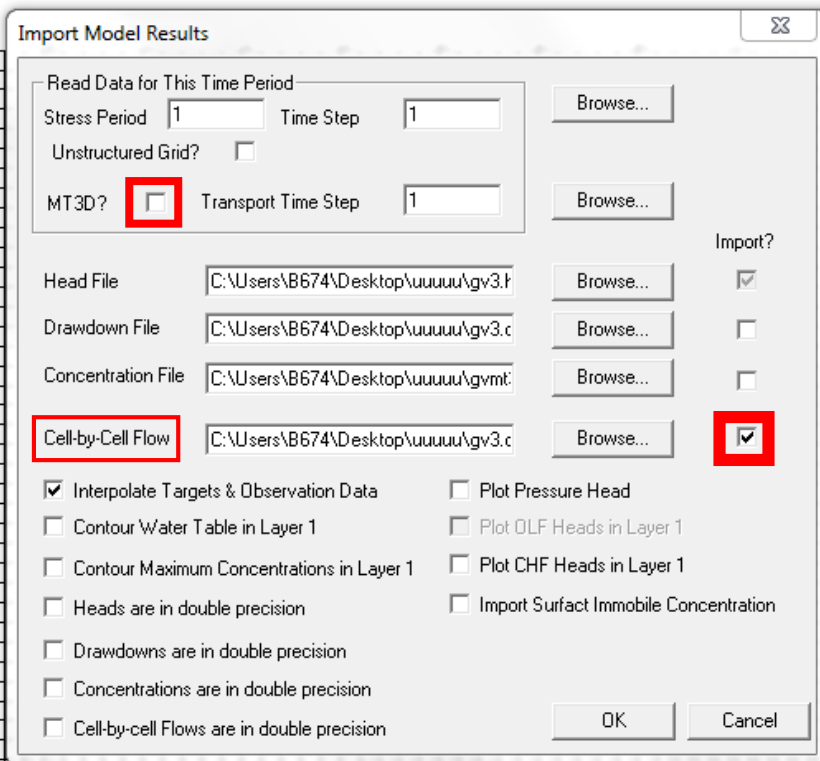 Import Model Results
Read Data for This Time Period
Stress Period 1 Time Step 1 Browse...
Unstructured Grid?
MT3D? Transport Time Step 1 Browse...
Import?
Head File C:\Users\B674\Desktop\uuuuu\gv3.h Browse...
Drawdown File C:\Users\B674\Desktop\uuuuu\gv3.c Browse...
Concentration File C:\Users\B674\Desktop\uuuuu\gvmt3 Browse...
Cell-by-Cell Flow C:\Users\B674\Desktop\uuuuu\gv3.c Browse...
Interpolate Targets & Observation Data Plot Pressure Head
Contour Water Table in Layer 1 Plot OLF Heads in Layer 1
Contour Maximum Concentrations in Layer 1 Plot CHF Heads in Layer 1
Heads are in double precision Import Surfact Immobile Concentration
Drawdowns are in double precision
Concentrations are in double precision
Cell-by-cell Flows are in double precision OK Cancel